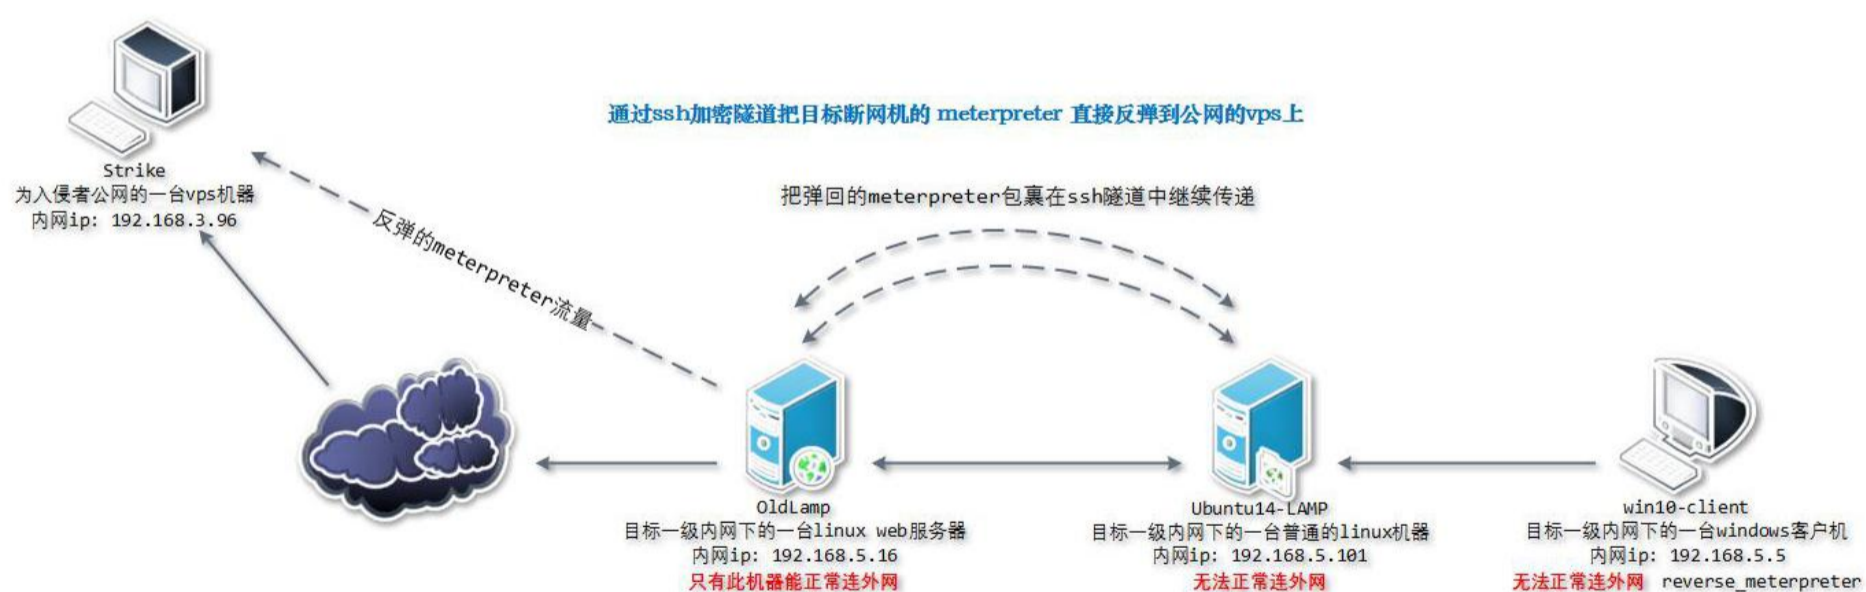 通过ssh加密隧道把目标断网机的 meterpreter 直接反弹到公网的vps上
Strike
为入侵者公网的一台vps机器
内网ip: 192.168.3.96
把弹回的meterpreter包裹在ssh隧道中继续传递
反弹的meterpreter流量
OldLamp
目标一级内网下的一台linux web服务器
内网ip: 192.168.5.16
只有此机器能正常连外网
Ubuntu14-LAMP
目标一级内网下的一台普通的linux机器
内网ip: 192.168.5.101
无法正常连外网
win10-client
目标一级内网下的一台windows客户机
内网ip: 192.168.5.5
无法正常连外网 reverse_meterpreter